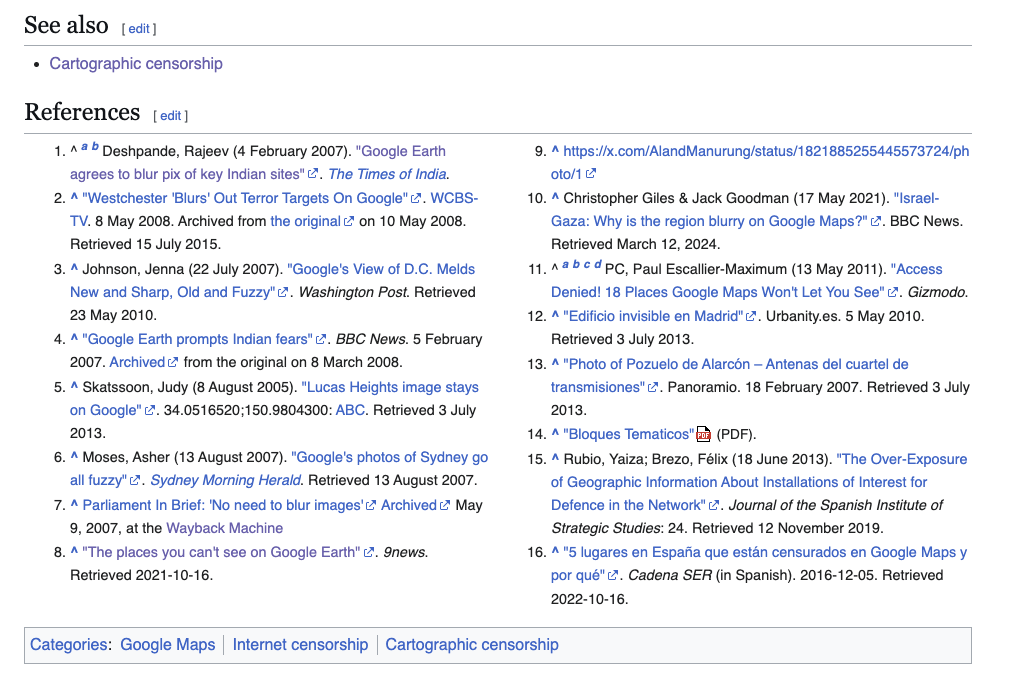 See also [ edit ]
• Cartographic censorship
References [ edit ]
1. ^ a b Deshpande, Rajeev (4 February 2007). "Google Earth
agrees to blur pix of key Indian sites". The Times of India.
2. ^ "Westchester 'Blurs' Out Terror Targets On Google". WCBS-
TV. 8 May 2008. Archived from the original on 10 May 2008.
Retrieved 15 July 2015.
3. ^ Johnson, Jenna (22 July 2007). "Google's View of D.C. Melds
New and Sharp, Old and Fuzzy". Washington Post. Retrieved
23 May 2010.
4. ^ "Google Earth prompts Indian fears". BBC News. 5 February
2007. Archived from the original on 8 March 2008.
5. ^ Skatssoon, Judy (8 August 2005). "Lucas Heights image stays
on Google". 34.0516520;150.9804300: ABC. Retrieved 3 July
2013.
6. ^ Moses, Asher (13 August 2007). "Google's photos of Sydney go
all fuzzy". Sydney Morning Herald. Retrieved 13 August 2007.
7. ^ Parliament In Brief: 'No need to blur images' Archived May
9, 2007, at the Wayback Machine
8. ^ "The places you can't see on Google Earth". 9news.
Retrieved 2021-10-16.
9. ^ https://x.com/AlandManurung/status/1821885255445573724/ph
oto/1
10. ^ Christopher Giles & Jack Goodman (17 May 2021). "Israel-
Gaza: Why is the region blurry on Google Maps?". BBC News.
Retrieved March 12, 2024.
11. ^ a b c d PC, Paul Escallier-Maximum (13 May 2011). "Access
Denied! 18 Places Google Maps Won't Let You See". Gizmodo.
12. ^ "Edificio invisible en Madrid". Urbanity.es. 5 May 2010.
Retrieved 3 July 2013.
13. ^ "Photo of Pozuelo de Alarcón – Antenas del cuartel de
transmisiones". Panoramio. 18 February 2007. Retrieved 3 July
2013.
14. ^ "Bloques Tematicos" PDF (PDF).
15. ^ Rubio, Yaiza; Brezo, Félix (18 June 2013). "The Over-Exposure
of Geographic Information About Installations of Interest for
Defence in the Network". Journal of the Spanish Institute of
Strategic Studies: 24. Retrieved 12 November 2019.
16. ^ "5 lugares en España que están censurados en Google Maps y
por qué". Cadena SER (in Spanish). 2016-12-05. Retrieved
2022-10-16.
Categories: Google Maps | Internet censorship | Cartographic censorship